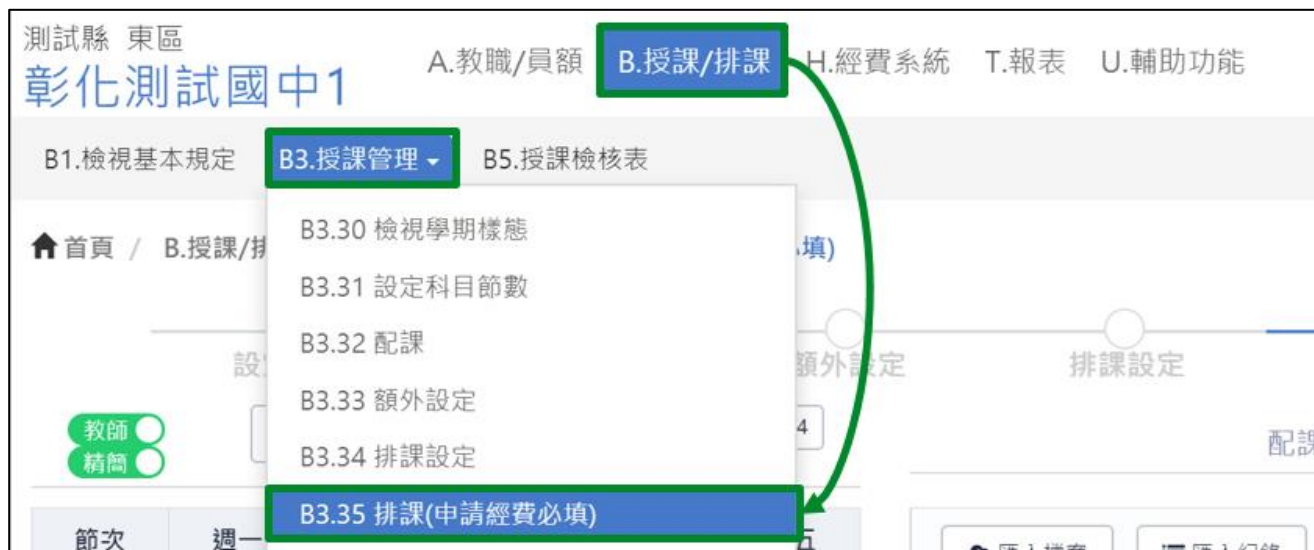 測試縣 東區
彰化測試國中1
A.教職/員額 B.授課/排課 H.經費系統 T.報表 U.輔助功能
B1.檢視基本規定 B3.授課管理 B5.授課檢核表
首頁 / B.授課/排 填)
B3.30 檢視學期樣態
B3.31 設定科目節數
B3.32 配課
B3.33 額外設定
B3.34 排課設定
B3.35 排課(申請經費必填)
設 額外設定 排課設定
教師
精簡
4
配課
節次 週一 五